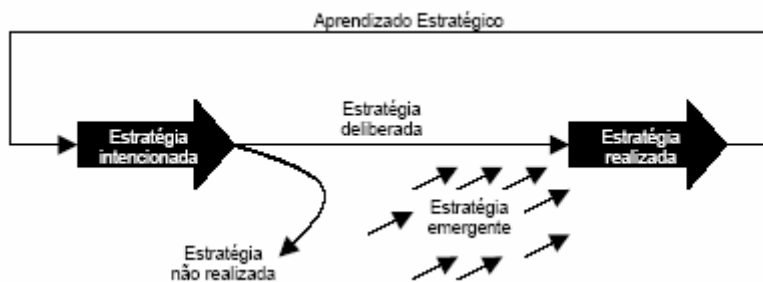 Aprendizado Estratégico
Estratégia
intencionada
Estratégia
deliberada
Estratégia
realizada
Estratégia
não realizada
Estratégia
emergente